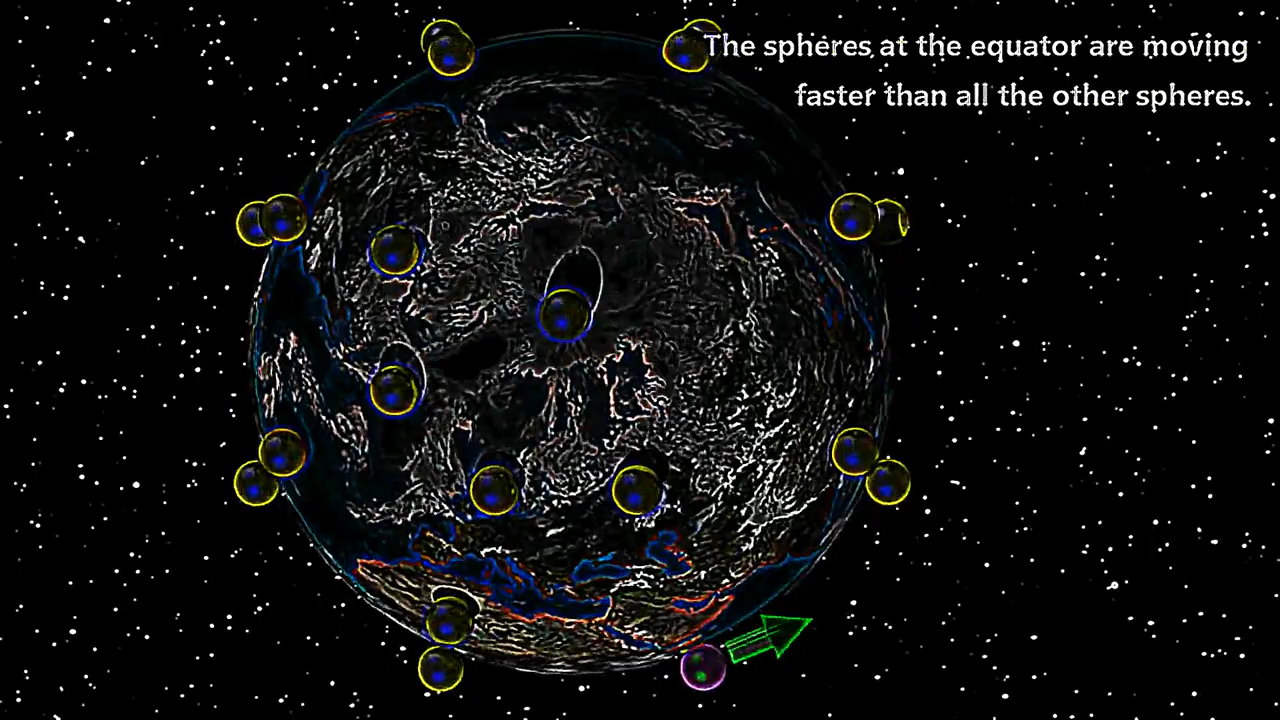 The spheres at the equator are moving
faster than all the other spheres.